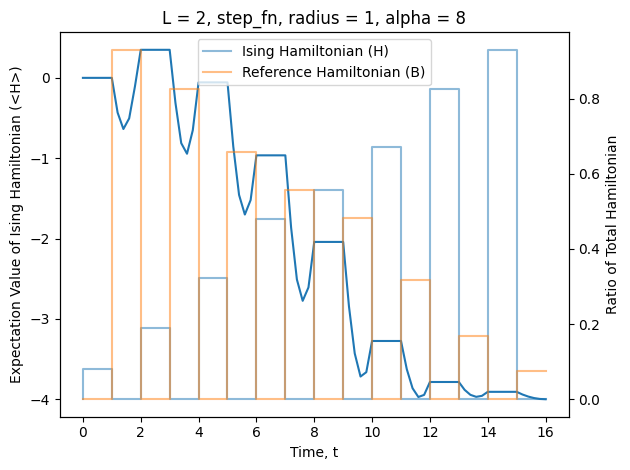 L = 2, step_fn, radius = 1, alpha = 8
Ising Hamiltonian (H)
Reference Hamiltonian (B)
Expectation Value of Ising Hamiltonian (<H>)
0
−1
−2
−3
−4
0.8
0.6
0.4
0.2
0.0
Ratio of Total Hamiltonian
0 2 4 6 8 10 12 14 16
Time, t